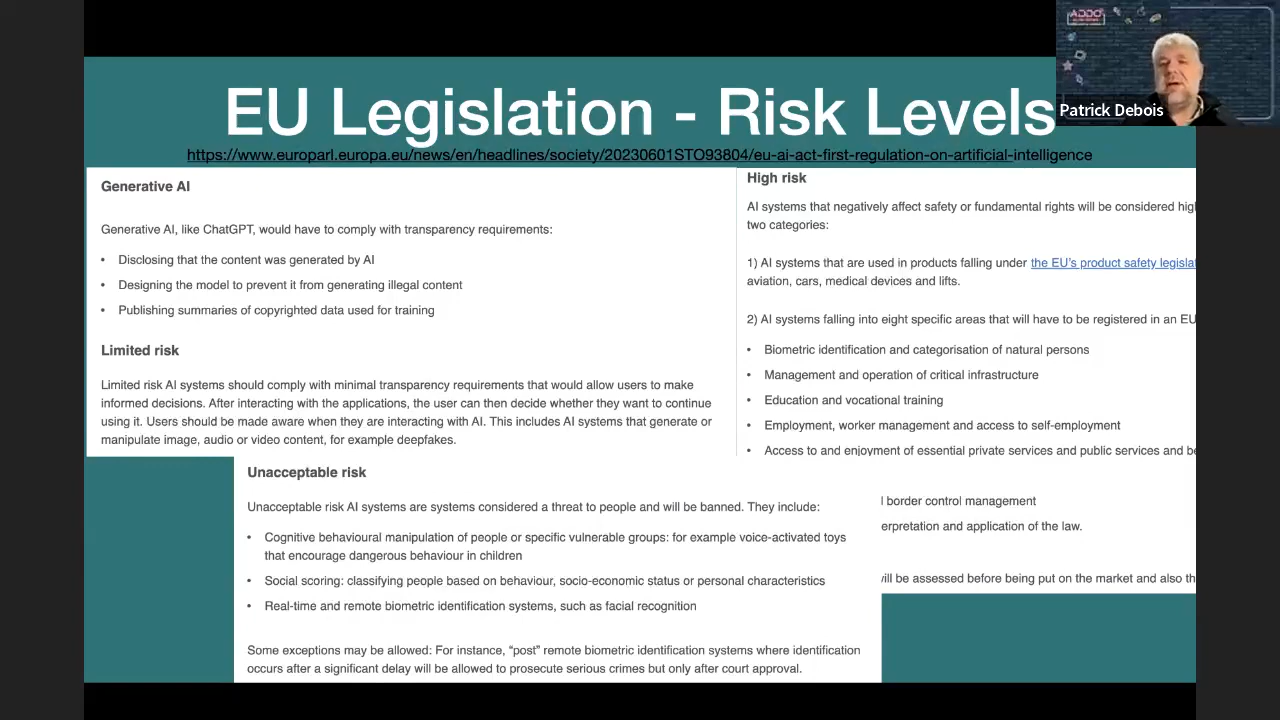 ADDO
Patrick Debois
EU Legislation - Risk Levels
https://www.europarl.europa.eu/news/en/headlines/society/20230601STO93804/eu-ai-act-first-regulation-on-artificial-intelligence
Generative AI
Generative AI, like ChatGPT, would have to comply with transparency requirements:
• Disclosing that the content was generated by AI
• Designing the model to prevent it from generating illegal content
• Publishing summaries of copyrighted data used for training
Limited risk
Limited risk AI systems should comply with minimal transparency requirements that would allow users to make
informed decisions. After interacting with the applications, the user can then decide whether they want to continue
using it. Users should be made aware when they are interacting with AI. This includes AI systems that generate or
manipulate image, audio or video content, for example deepfakes.
High risk
AI systems that negatively affect safety or fundamental rights will be considered
two categories:
1) AI systems that are used in products falling under the EU's product safety
aviation, cars, medical devices and lifts.
2) AI systems falling into eight specific areas that will have to be registered in an EU
• Biometric identification and categorisation of natural persons
• Management and operation of critical infrastructure
• Education and vocational training
• Employment, worker management and access to self-employment
• Access to and enjoyment of essential private services and public services and
border control management
erpretation and application of the law.
will be assessed before being put on the market and also
Unacceptable risk
Unacceptable risk AI systems are systems considered a threat to people and will be banned. They include:
• Cognitive behavioural manipulation of people or specific vulnerable groups: for example voice-activated toys
that encourage dangerous behaviour in children
• Social scoring: classifying people based on behaviour, socio-economic status or personal characteristics
• Real-time and remote biometric identification systems, such as facial recognition
Some exceptions may be allowed: For instance, “post” remote biometric identification systems where identification
occurs after a significant delay will be allowed to prosecute serious crimes but only after court approval.